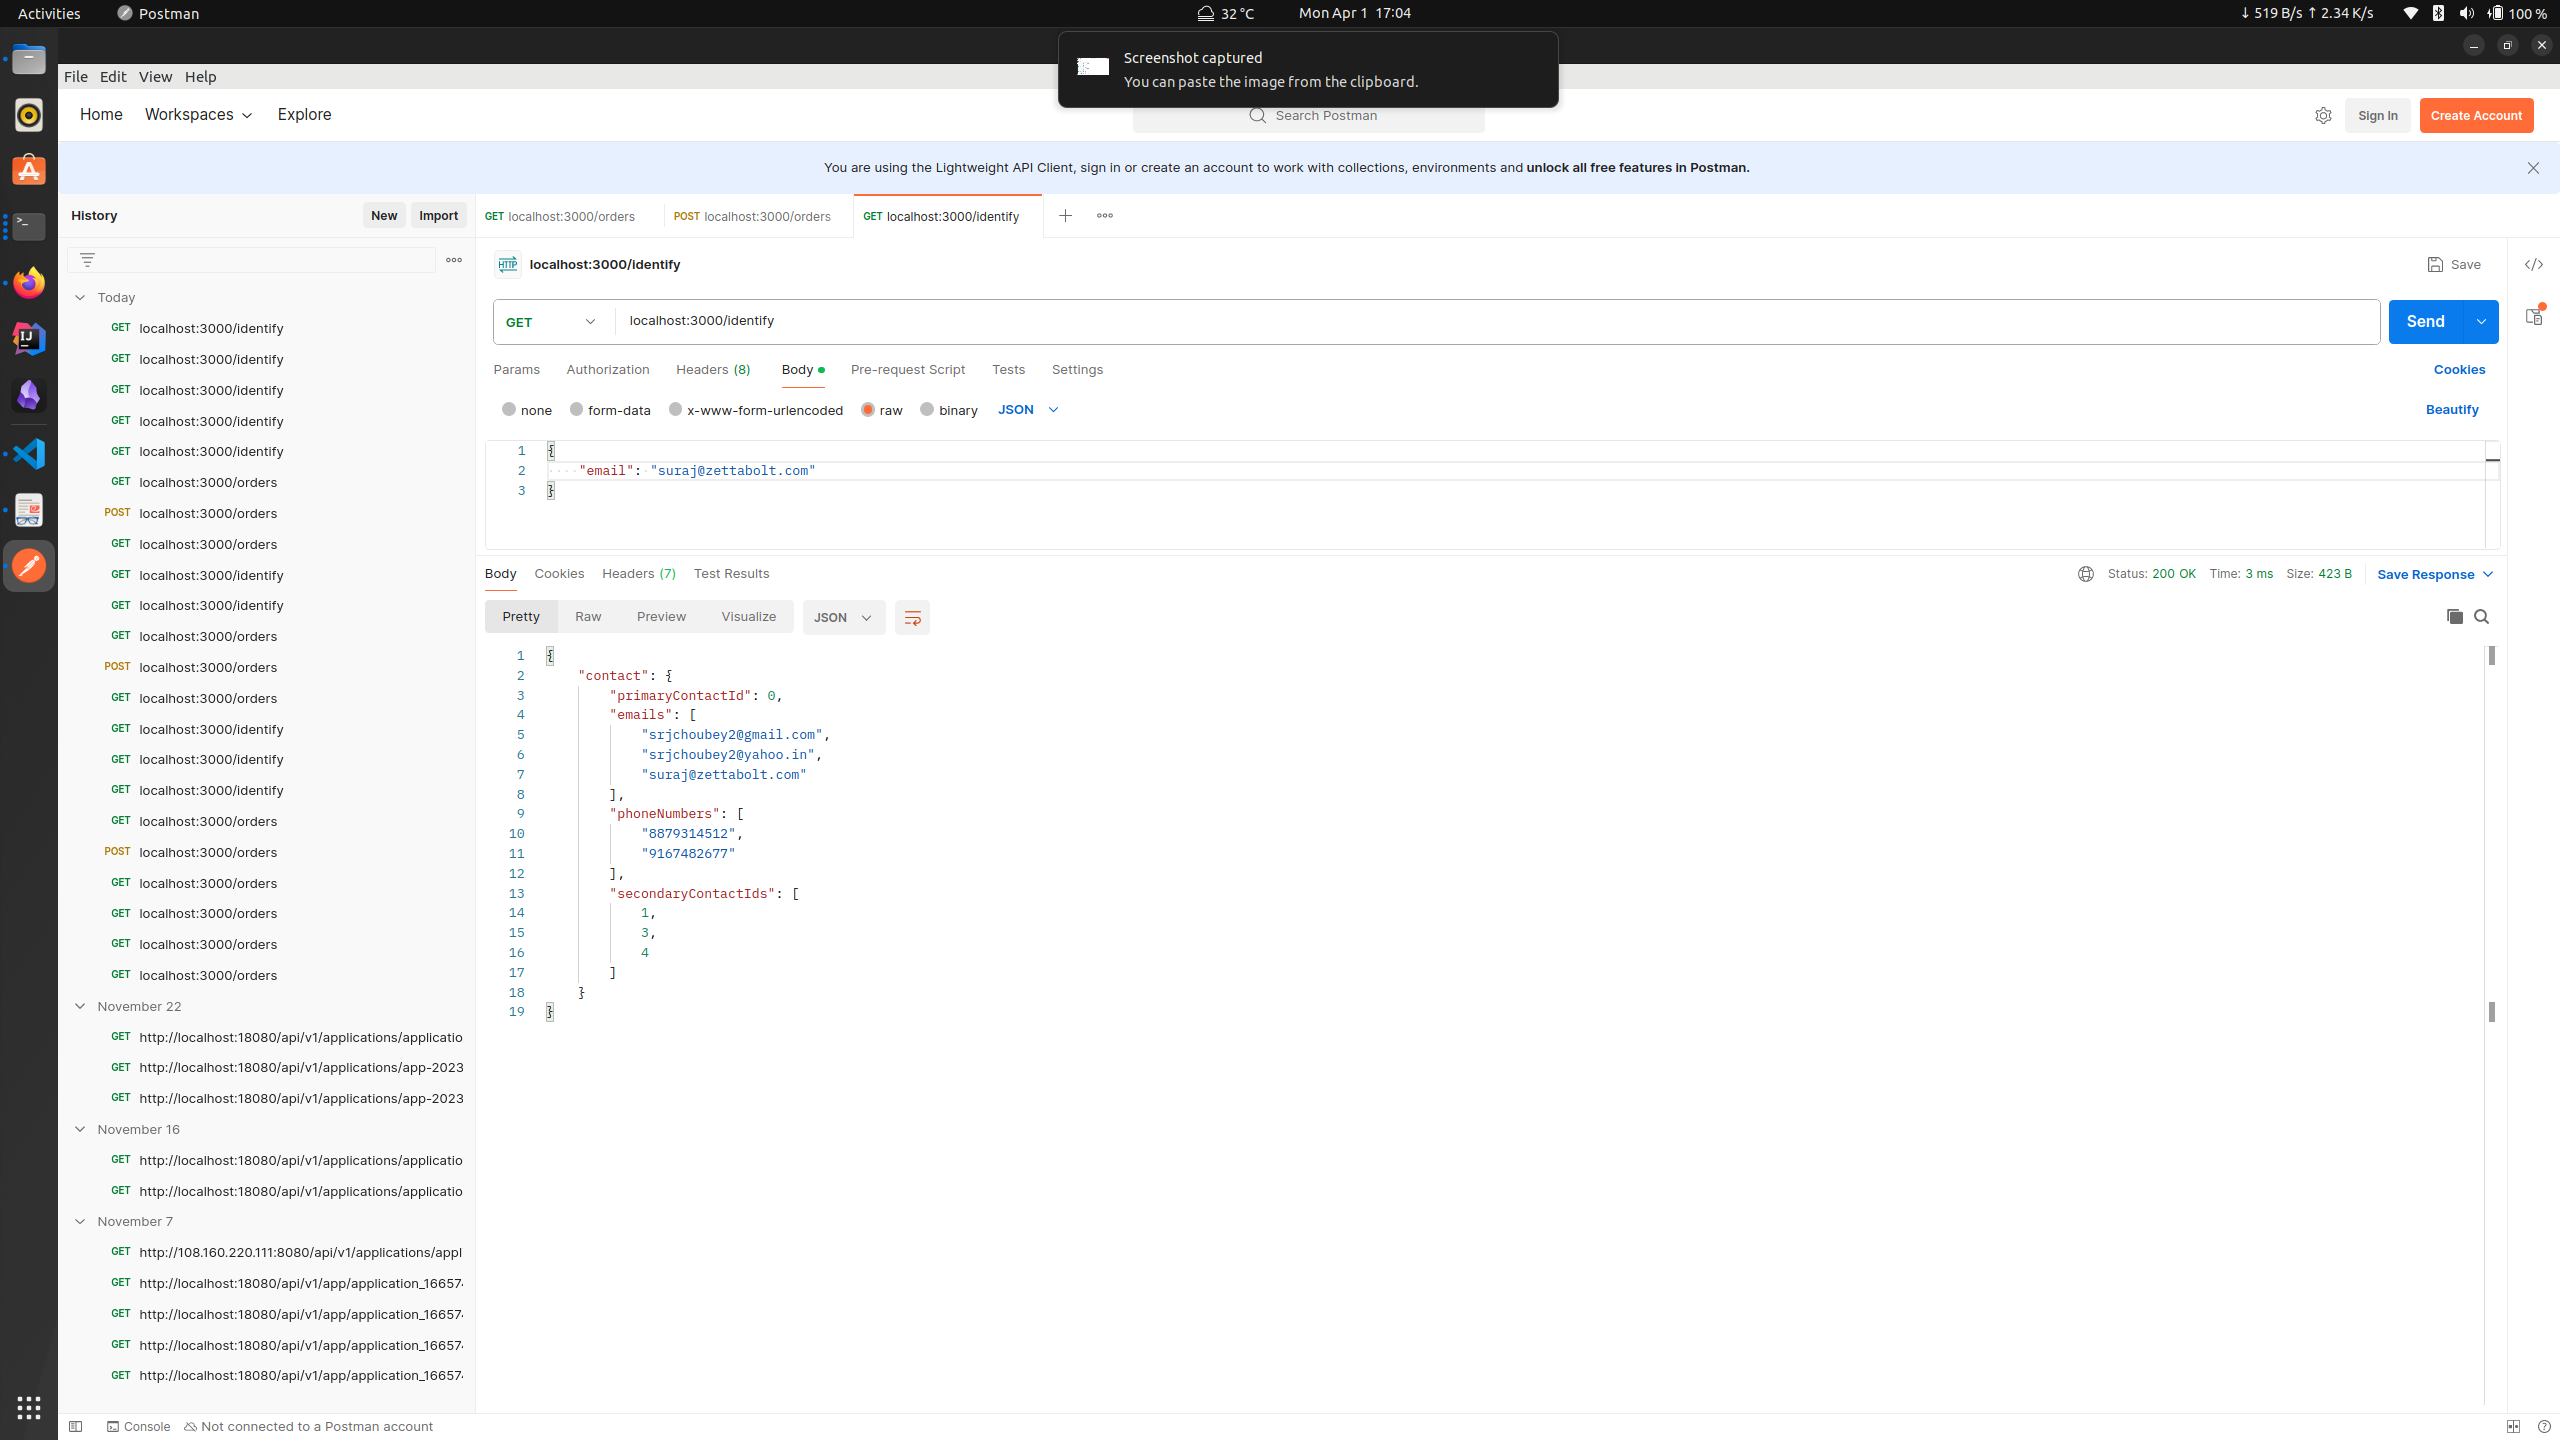 Activities Postman 32 °C Mon Apr 1 17:04 ↓ 519 B/s ↑ 2.34 K/s 100 %
Screenshot captured
You can paste the image from the clipboard.
File Edit View Help
Home Workspaces Explore Search Postman Sign In Create Account
You are using the Lightweight API Client, sign in or create an account to work with collections, environments and unlock all free features in Postman.
History New Import
Today
GET localhost:3000/identify
GET localhost:3000/identify
GET localhost:3000/identify
GET localhost:3000/identify
GET localhost:3000/identify
GET localhost:3000/orders
POST localhost:3000/orders
GET localhost:3000/orders
GET localhost:3000/identify
GET localhost:3000/identify
GET localhost:3000/orders
POST localhost:3000/orders
GET localhost:3000/orders
GET localhost:3000/identify
GET localhost:3000/identify
GET localhost:3000/identify
GET localhost:3000/orders
POST localhost:3000/orders
GET localhost:3000/orders
GET localhost:3000/orders
GET localhost:3000/orders
GET localhost:3000/orders
November 22
GET http://localhost:18080/api/v1/applications/applicatio
GET http://localhost:18080/api/v1/applications/app-2023
GET http://localhost:18080/api/v1/applications/app-2023
November 16
GET http://localhost:18080/api/v1/applications/applicatio
GET http://localhost:18080/api/v1/applications/applicatio
November 7
GET http://108.160.220.111:8080/api/v1/applications/appl
GET http://localhost:18080/api/v1/app/application_16657
GET http://localhost:18080/api/v1/app/application_16657
GET http://localhost:18080/api/v1/app/application_16657
GET http://localhost:18080/api/v1/app/application_16657
GET localhost:3000/orders POST localhost:3000/orders GET localhost:3000/identify
HTTP localhost:3000/identify Save
GET localhost:3000/identify Send
Params Authorization Headers (8) Body Pre-request Script Tests Settings Cookies
none form-data x-www-form-urlencoded raw binary JSON Beautify
1 {
2 "email": "suraj@zettabolt.com"
3 }
Body Cookies Headers (7) Test Results Status: 200 OK Time: 3 ms Size: 423 B Save Response
Pretty Raw Preview Visualize JSON
1 {
2 "contact": {
3 "primaryContactId": 0,
4 "emails": [
5 "srjchoubey2@gmail.com",
6 "srjchoubey2@yahoo.in",
7 "suraj@zettabolt.com"
8 ],
9 "phoneNumbers": [
10 "8879314512",
11 "9167482677"
12 ],
13 "secondaryContactIds": [
14 1,
15 3,
16 4
17 ]
18 }
19 }
Console Not connected to a Postman account